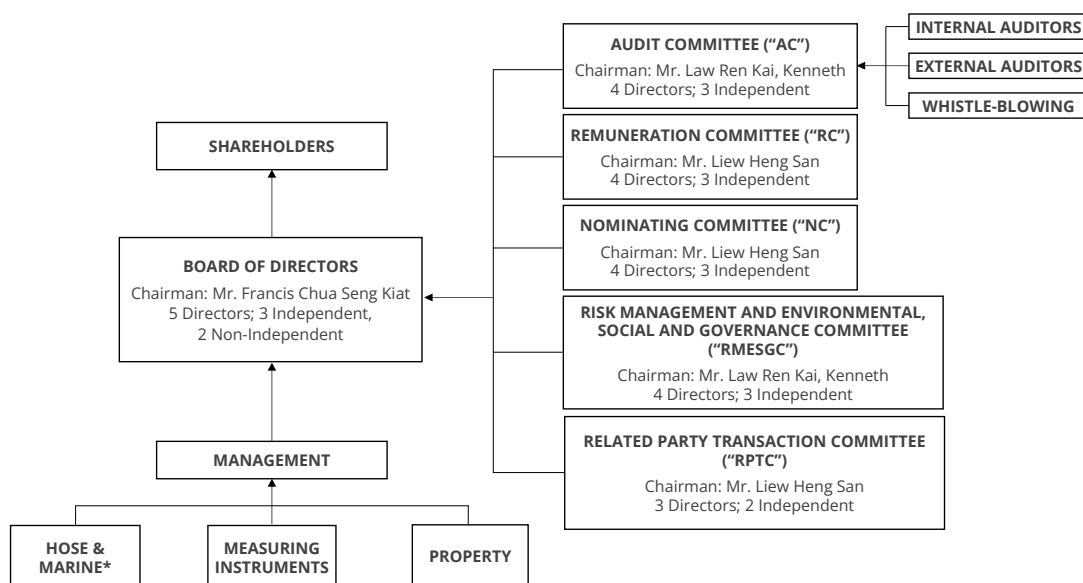 SHAREHOLDERS
BOARD OF DIRECTORS
Chairman: Mr. Francis Chua Seng Kiat
5 Directors; 3 Independent,
2 Non-Independent
MANAGEMENT
HOSE &
MARINE*
MEASURING
INSTRUMENTS
PROPERTY
AUDIT COMMITTEE (“AC”)
Chairman: Mr. Law Ren Kai, Kenneth
4 Directors; 3 Independent
INTERNAL AUDITORS
EXTERNAL AUDITORS
WHISTLE-BLOWING
REMUNERATION COMMITTEE (“RC”)
Chairman: Mr. Liew Heng San
4 Directors; 3 Independent
NOMINATING COMMITTEE (“NC”)
Chairman: Mr. Liew Heng San
4 Directors; 3 Independent
RISK MANAGEMENT AND ENVIRONMENTAL,
SOCIAL AND GOVERNANCE COMMITTEE
(“RMESGC”)
Chairman: Mr. Law Ren Kai, Kenneth
4 Directors; 3 Independent
RELATED PARTY TRANSACTION COMMITTEE
(“RPTC”)
Chairman: Mr. Liew Heng San
3 Directors; 2 Independent